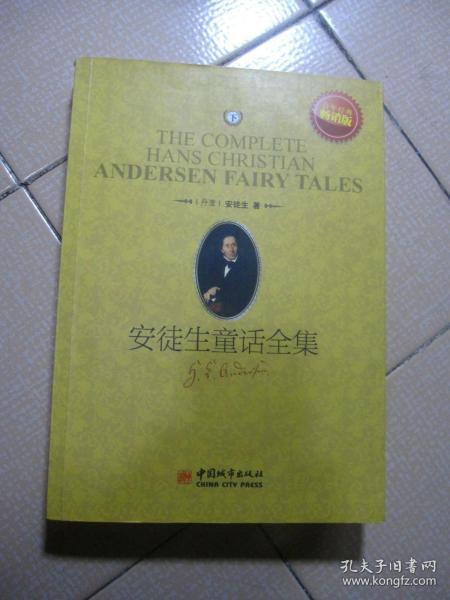 下
畅销版
THE COMPLETE
HANS CHRISTIAN
ANDERSEN FAIRY TALES
（丹麦）安徒生 著
安徒生童话全集
H. C. Andersen
中国城市出版社
CHINA CITY PRESS
孔夫子旧书网
www.kongfz.com